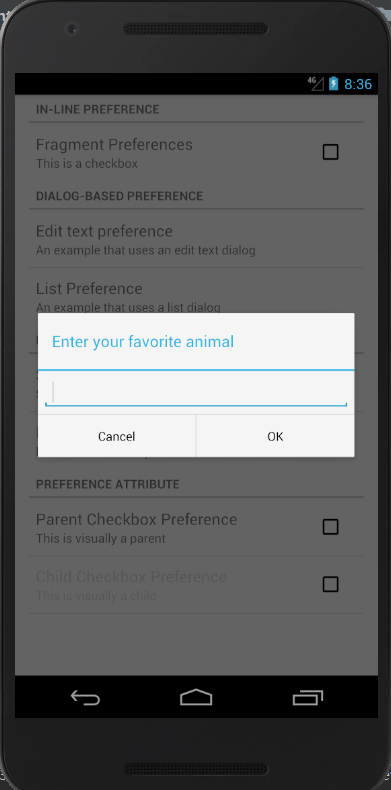 4G 8:36
IN-LINE PREFERENCE
Fragment Preferences
This is a checkbox
DIALOG-BASED PREFERENCE
Edit text preference
An example that uses an edit text dialog
List Preference
An example that uses a list dialog
Enter your favorite animal
Cancel OK
PREFERENCE ATTRIBUTE
Parent Checkbox Preference
This is visually a parent
Child Checkbox Preference
This is visually a child